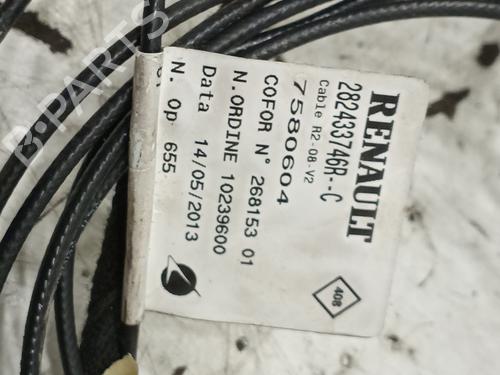 RENAULT
282433746R--C
Cable R2-08-V2
7580604
COFOR N° 268153 01
N.ORDINE 10239600
Data 14/05/2013
N. Op 655
408
B-PARTS